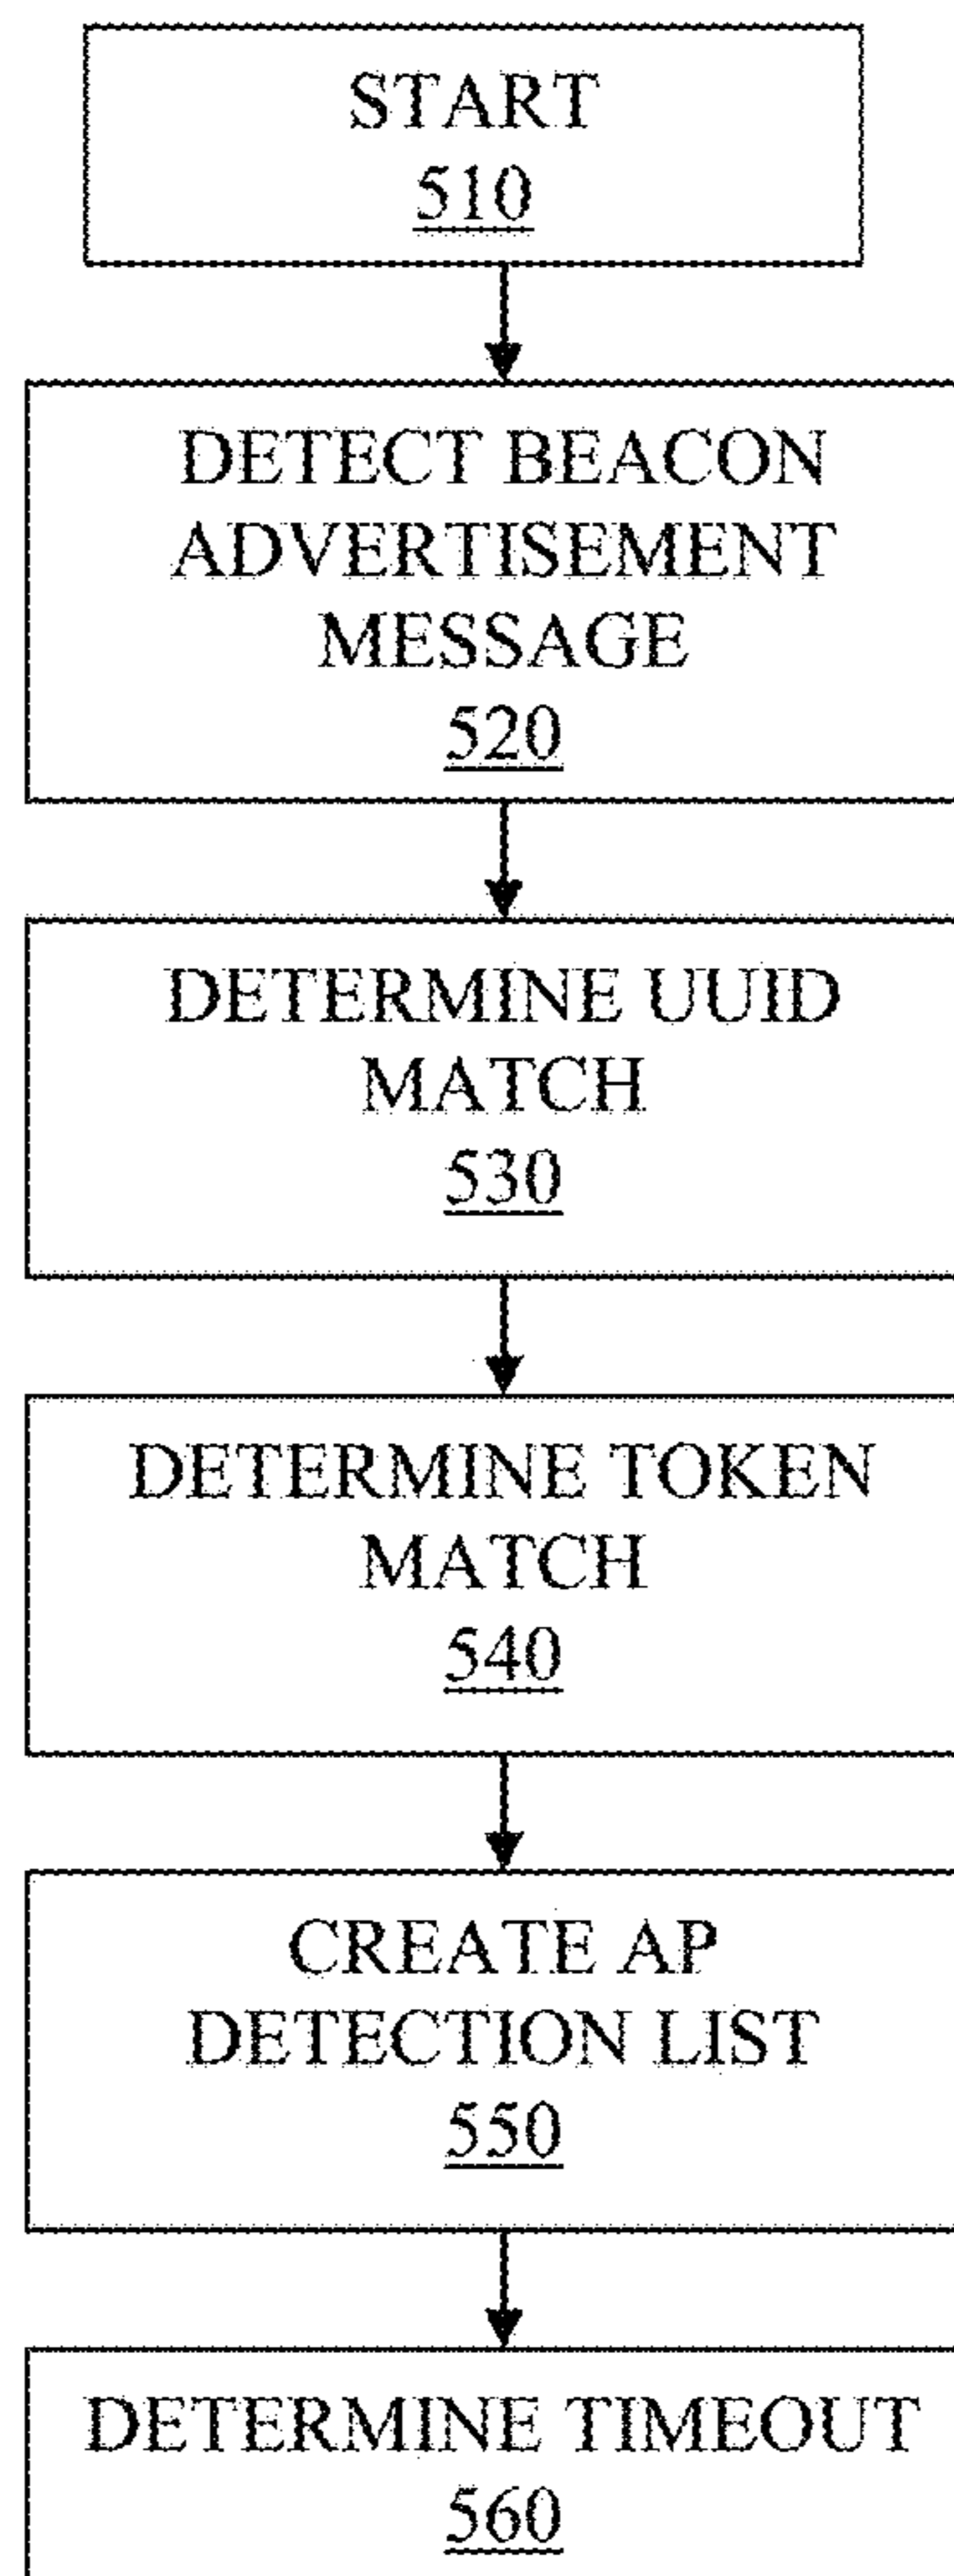 START
510
DETECT BEACON
ADVERTISEMENT
MESSAGE
520
DETERMINE UUID
MATCH
530
DETERMINE TOKEN
MATCH
540
CREATE AP
DETECTION LIST
550
DETERMINE TIMEOUT
560